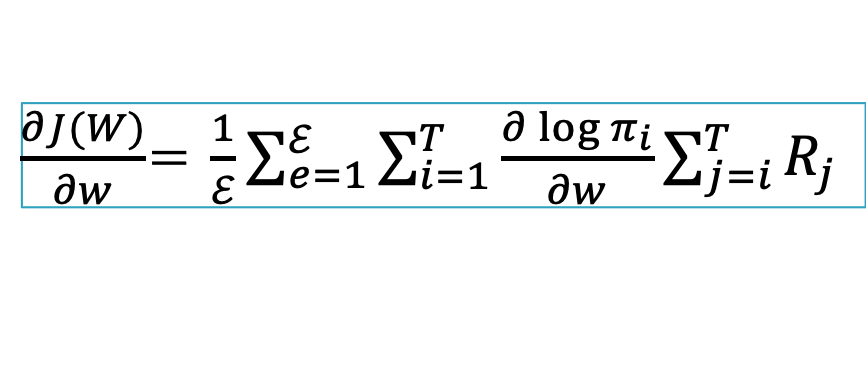 ∂J(W)/∂w = 1/ℰ ∑_{e=1}^{ℰ} ∑_{i=1}^{T} ∂ log π_i/∂w ∑_{j=i}^{T} R_j